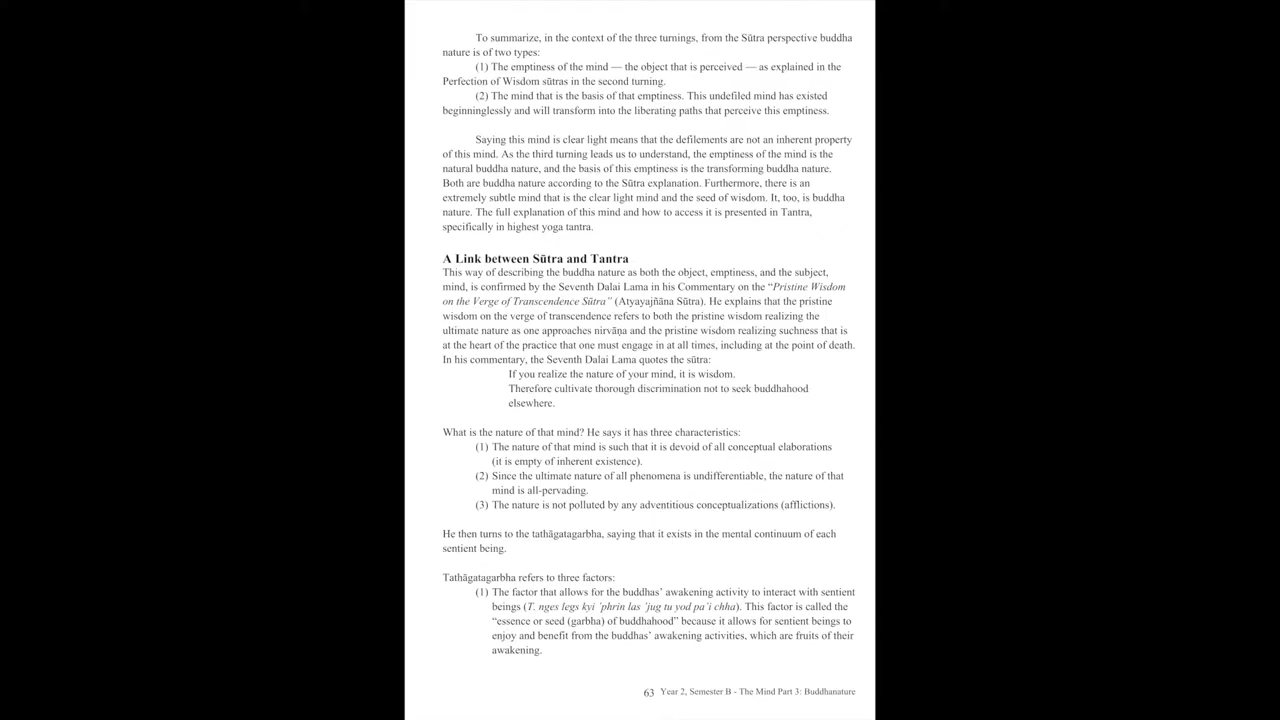 To summarize, in the context of the three turnings, from the Sūtra perspective buddha
nature is of two types:
(1) The emptiness of the mind — the object that is perceived — as explained in the
Perfection of Wisdom sūtras in the second turning.
(2) The mind that is the basis of that emptiness. This undefiled mind has existed
beginninglessly and will transform into the liberating paths that perceive this emptiness.
Saying this mind is clear light means that the defilements are not an inherent property
of this mind. As the third turning leads us to understand, the emptiness of the mind is the
natural buddha nature, and the basis of this emptiness is the transforming buddha nature.
Both are buddha nature according to the Sūtra explanation. Furthermore, there is an
extremely subtle mind that is the clear light mind and the seed of wisdom. It, too, is buddha
nature. The full explanation of this mind and how to access it is presented in Tantra,
specifically in highest yoga tantra.
A Link between Sūtra and Tantra
This way of describing the buddha nature as both the object, emptiness, and the subject,
mind, is confirmed by the Seventh Dalai Lama in his Commentary on the “Pristine Wisdom
on the Verge of Transcendence Sūtra” (Atyayajñāna Sūtra). He explains that the pristine
wisdom on the verge of transcendence refers to both the pristine wisdom realizing the
ultimate nature as one approaches nirvāṇa and the pristine wisdom realizing suchness that is
at the heart of the practice that one must engage in at all times, including at the point of death.
In his commentary, the Seventh Dalai Lama quotes the sūtra:
If you realize the nature of your mind, it is wisdom.
Therefore cultivate thorough discrimination not to seek buddhahood
elsewhere.
What is the nature of that mind? He says it has three characteristics:
(1) The nature of that mind is such that it is devoid of all conceptual elaborations
(it is empty of inherent existence).
(2) Since the ultimate nature of all phenomena is undifferentiable, the nature of that
mind is all-pervading.
(3) The nature is not polluted by any adventitious conceptualizations (afflictions).
He then turns to the tathāgatagarbha, saying that it exists in the mental continuum of each
sentient being.
Tathāgatagarbha refers to three factors:
(1) The factor that allows for the buddhas’ awakening activity to interact with sentient
beings (T. nges legs kyi ’phrin las ’jug tu yod pa’i chha). This factor is called the
“essence or seed (garbha) of buddhahood” because it allows for sentient beings to
enjoy and benefit from the buddhas’ awakening activities, which are fruits of their
awakening.
63 Year 2, Semester B - The Mind Part 3: Buddhanature